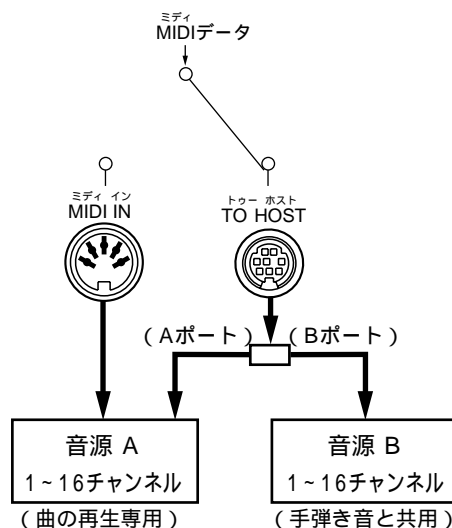 ミディ
MIDIデータ
ミディ イン
MIDI IN
トゥー ホスト
TO HOST
（Aポート）
（Bポート）
音源 A
1~16チャンネル
（曲の再生専用）
音源 B
1~16チャンネル
（手弾き音と共用）